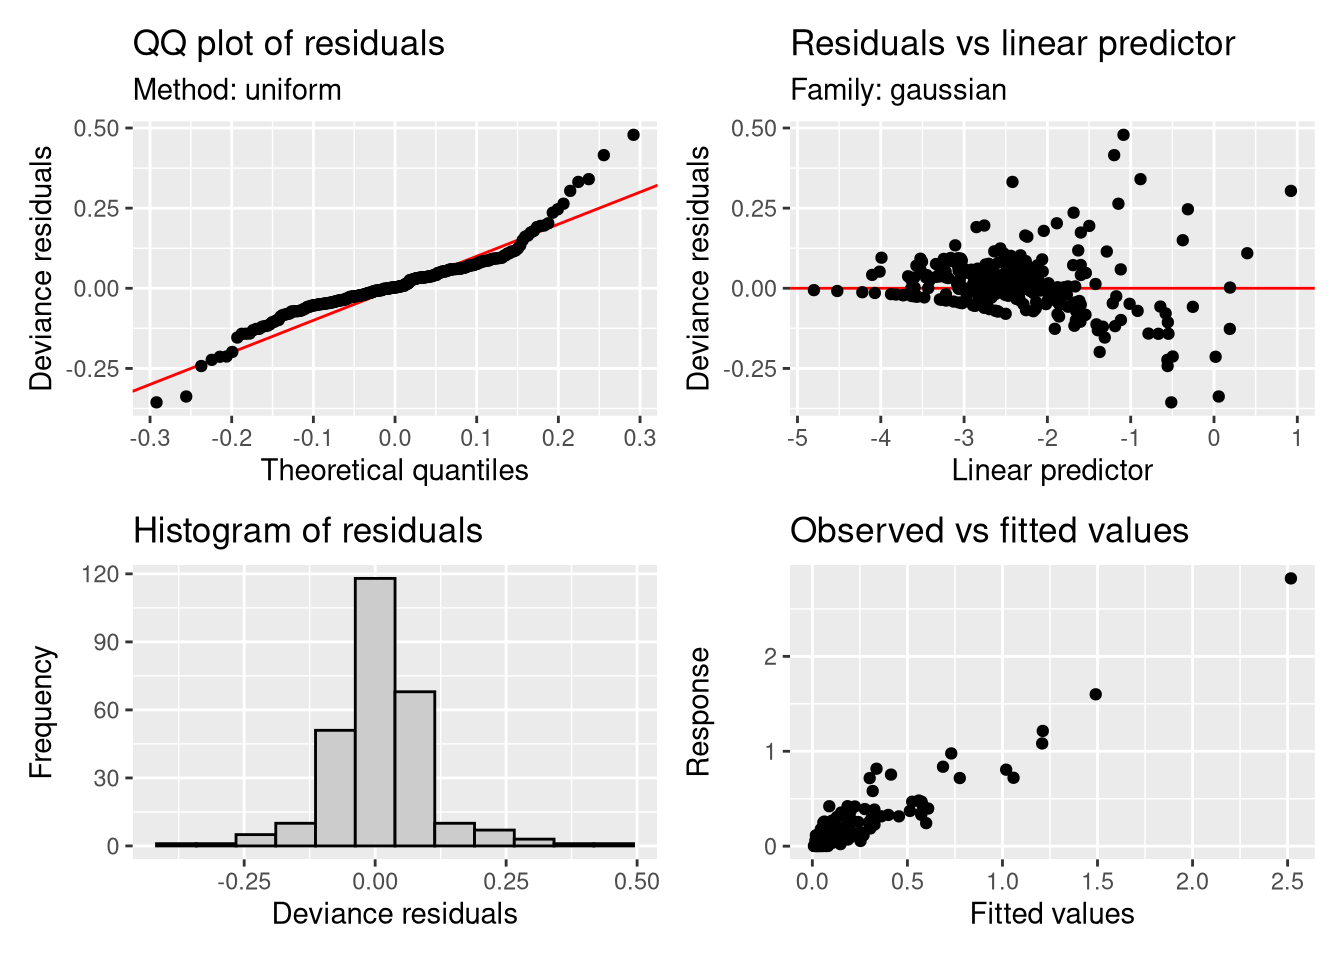 QQ plot of residuals
Method: uniform
0.50
0.25
0.00
-0.25
Deviance residuals
-0.3 -0.2 -0.1 0.0 0.1 0.2 0.3
Theoretical quantiles
Residuals vs linear predictor
Family: gaussian
0.50
0.25
0.00
-0.25
Deviance residuals
-5 -4 -3 -2 -1 0 1
Linear predictor
Histogram of residuals
120
90
60
30
0
Frequency
-0.25 0.00 0.25 0.50
Deviance residuals
Observed vs fitted values
2
1
0
Response
0.0 0.5 1.0 1.5 2.0 2.5
Fitted values